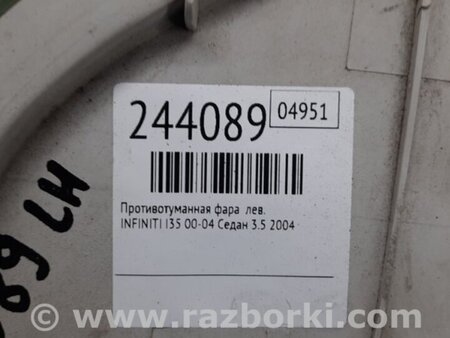 244089
04951
Противотуманная фара лев.
INFINITI I35 00-04 Седан 3.5 2004
89 LH
© www.razborki.com